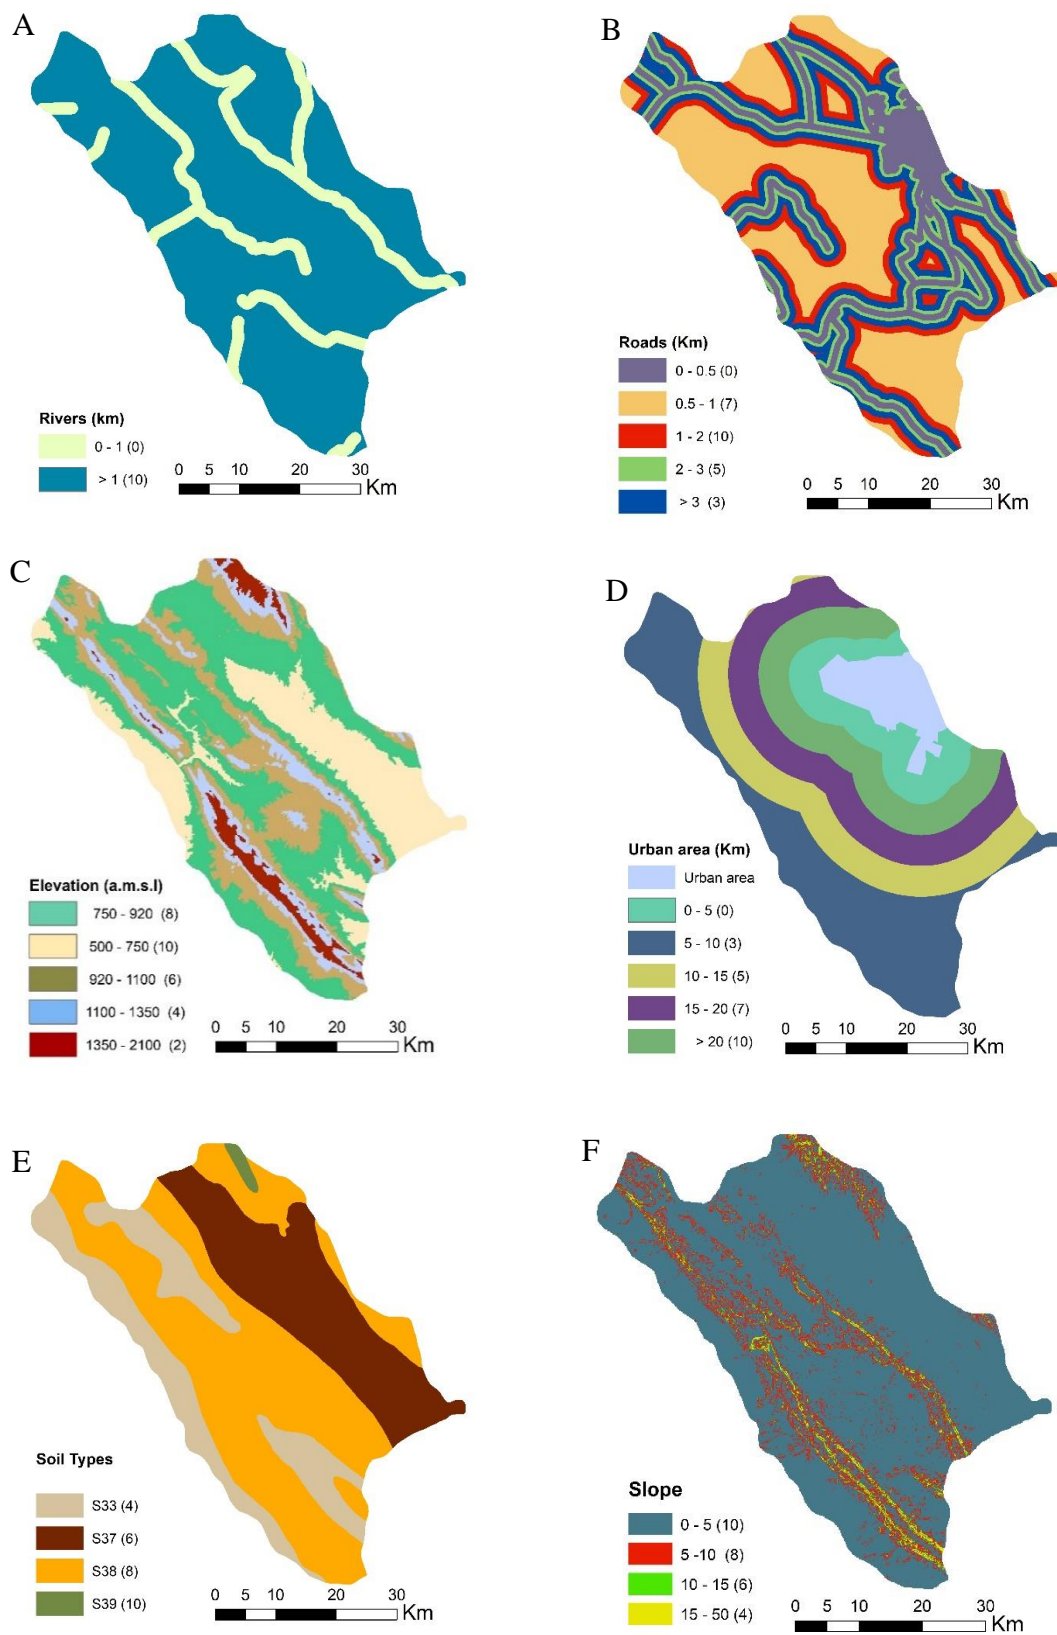 A
Rivers (km)
0 - 1 (0)
> 1 (10)
0 5 10 20 30
Km
B
Roads (Km)
0 - 0.5 (0)
0.5 - 1 (7)
1 - 2 (10)
2 - 3 (5)
> 3 (3)
0 5 10 20 30
Km
C
Elevation (a.m.s.l)
750 - 920 (8)
500 - 750 (10)
920 - 1100 (6)
1100 - 1350 (4)
1350 - 2100 (2)
0 5 10 20 30
Km
D
Urban area (Km)
Urban area
0 - 5 (0)
5 - 10 (3)
10 - 15 (5)
15 - 20 (7)
> 20 (10)
0 5 10 20 30
Km
E
Soil Types
S33 (4)
S37 (6)
S38 (8)
S39 (10)
0 5 10 20 30
Km
F
Slope
0 - 5 (10)
5 -10 (8)
10 - 15 (6)
15 - 50 (4)
0 5 10 20 30
Km